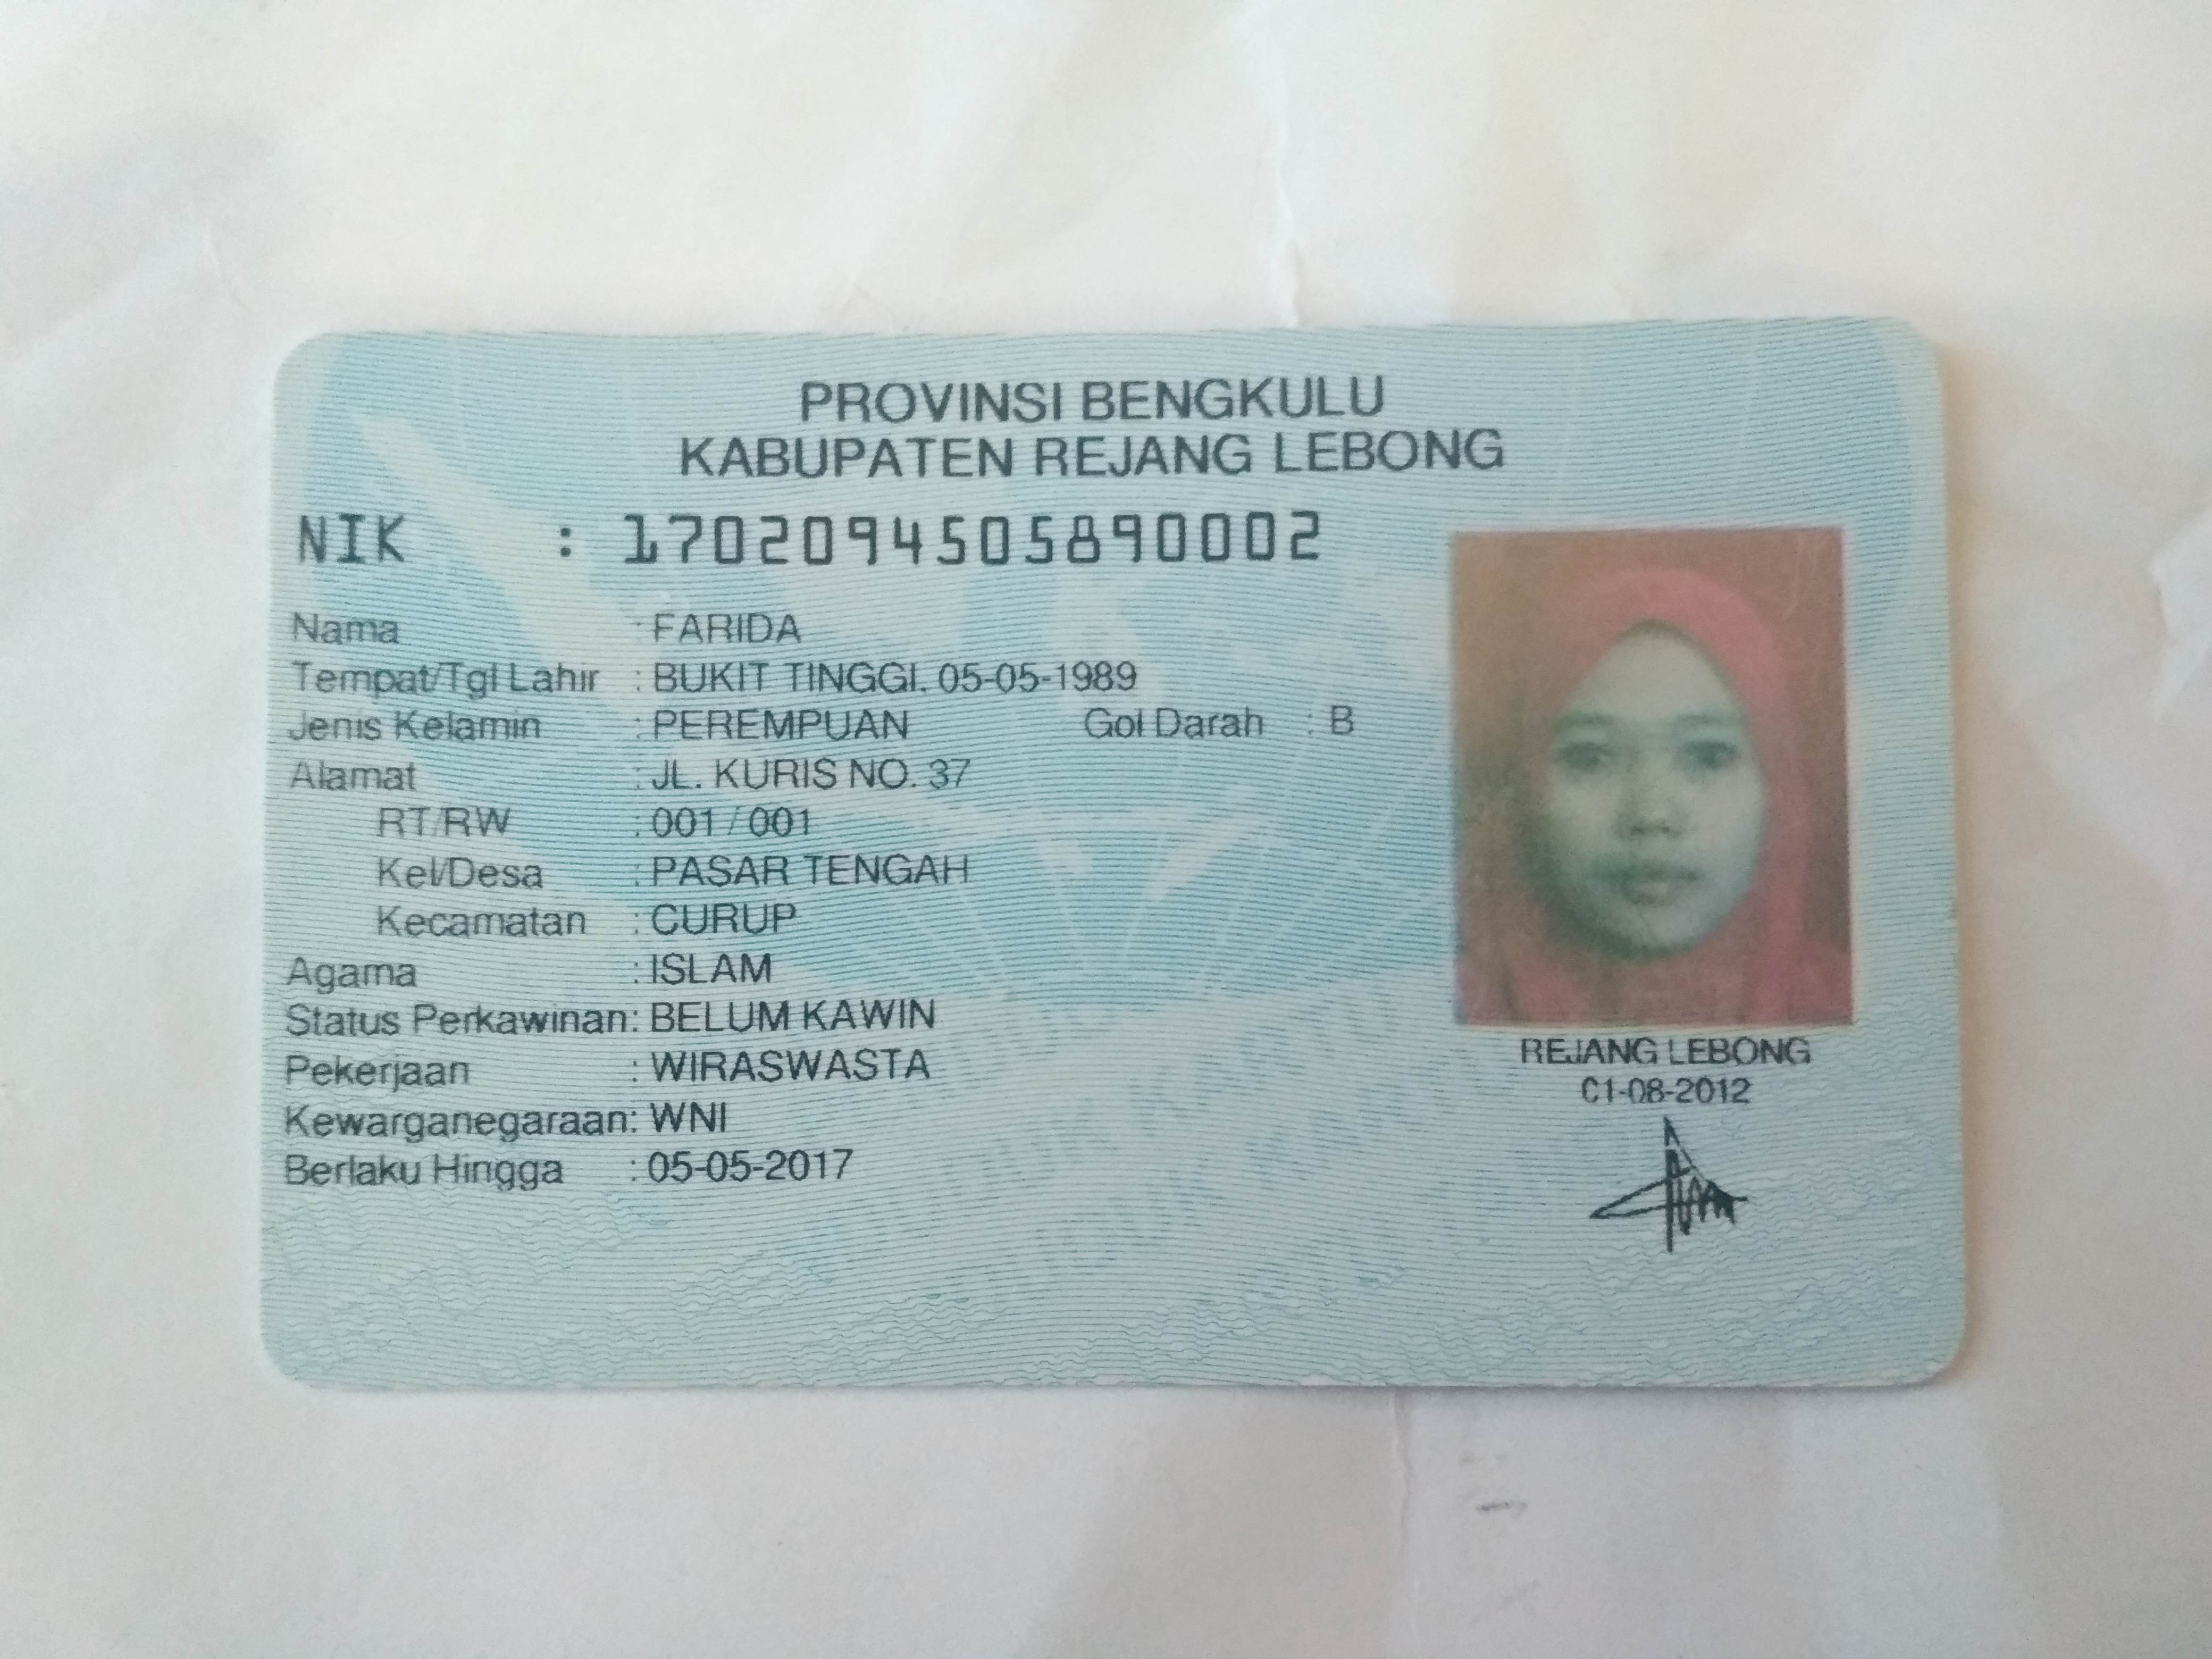 PROVINSI BENGKULU
KABUPATEN REJANG LEBONG
NIK : 1702094505890002
Nama : FARIDA
Tempat/Tgl Lahir : BUKIT TINGGI, 05-05-1989
Jenis Kelamin : PEREMPUAN Gol Darah : B
Alamat : JL. KURIS NO. 37
RT/RW : 001 / 001
Kel/Desa : PASAR TENGAH
Kecamatan : CURUP
Agama : ISLAM
Status Perkawinan : BELUM KAWIN
Pekerjaan : WIRASWASTA
Kewarganegaraan : WNI
Berlaku Hingga : 05-05-2017
REJANG LEBONG
01-08-2012